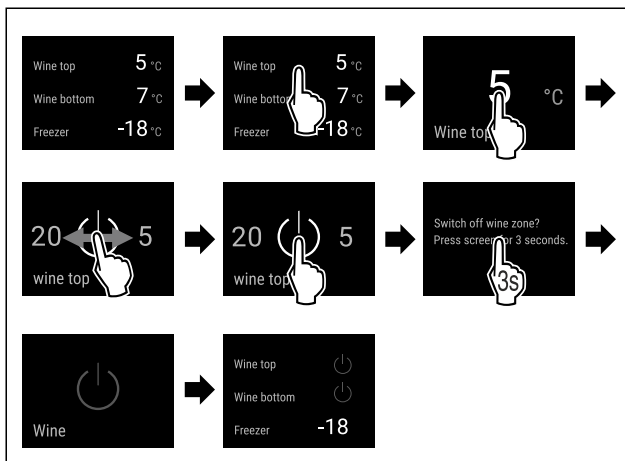 Wine top 5 °C
Wine bottom 7 °C
Freezer -18 °C
Wine top 5 °C
Wine botto 7 °C
Freezer -18 °C
5 °C
Wine top
20 5
wine top
20 5
wine top
Switch off wine zone?
Press screen for 3 seconds.
3s
Wine
Wine top
Wine bottom
Freezer -18